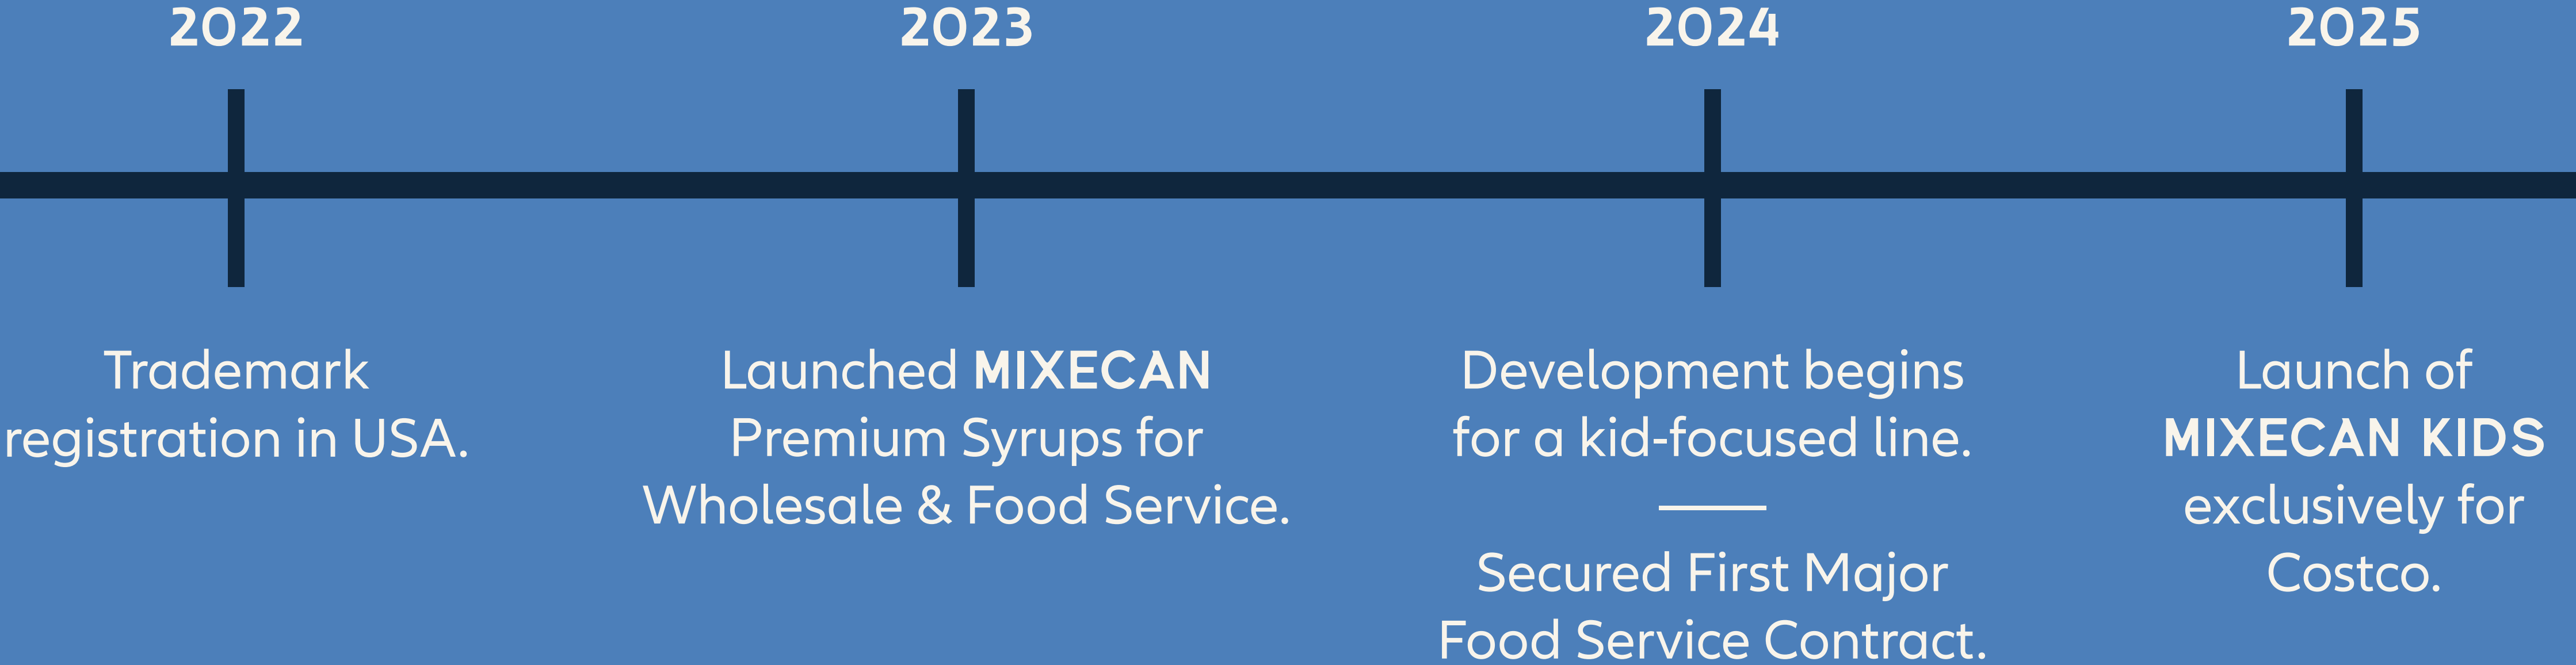 2022
Trademark
registration in USA.
2023
Launched MIXECAN
Premium Syrups for
Wholesale & Food Service.
2024
Development begins
for a kid-focused line.
Secured First Major
Food Service Contract.
2025
Launch of
MIXECAN KIDS
exclusively for
Costco.